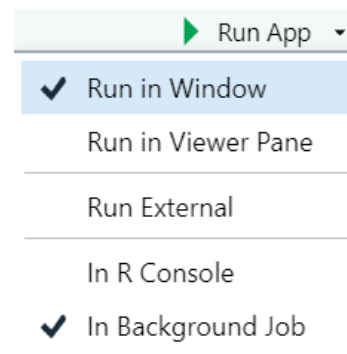 Run App
Run in Window
Run in Viewer Pane
Run External
In R Console
In Background Job